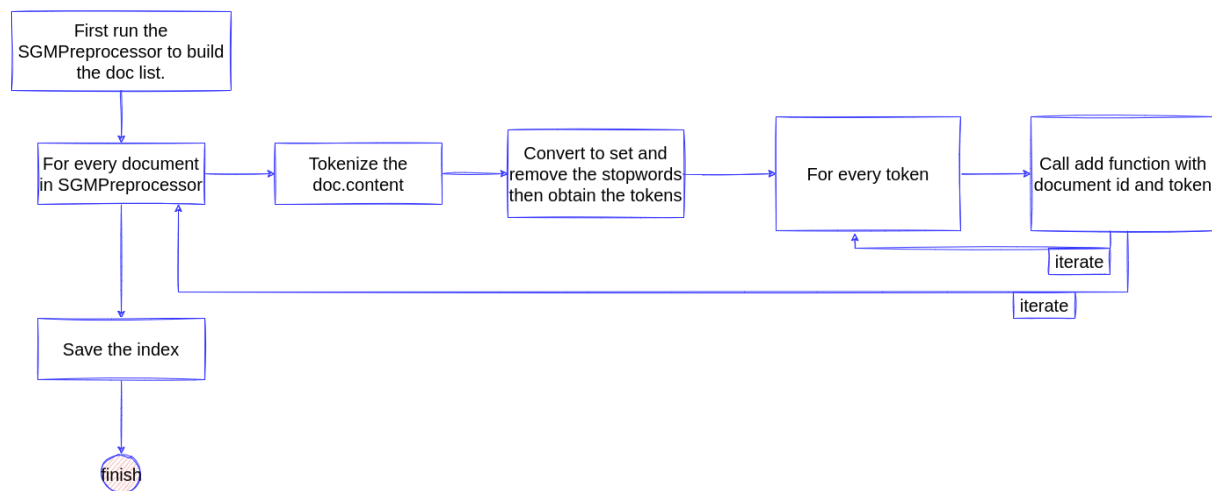 First run the
SGMPreprocessor to build
the doc list.
For every document
in SGMPreprocessor
Tokenize the
doc.content
Convert to set and
remove the stopwords
then obtain the tokens
For every token
Call add function with
document id and token
iterate
iterate
Save the index
finish